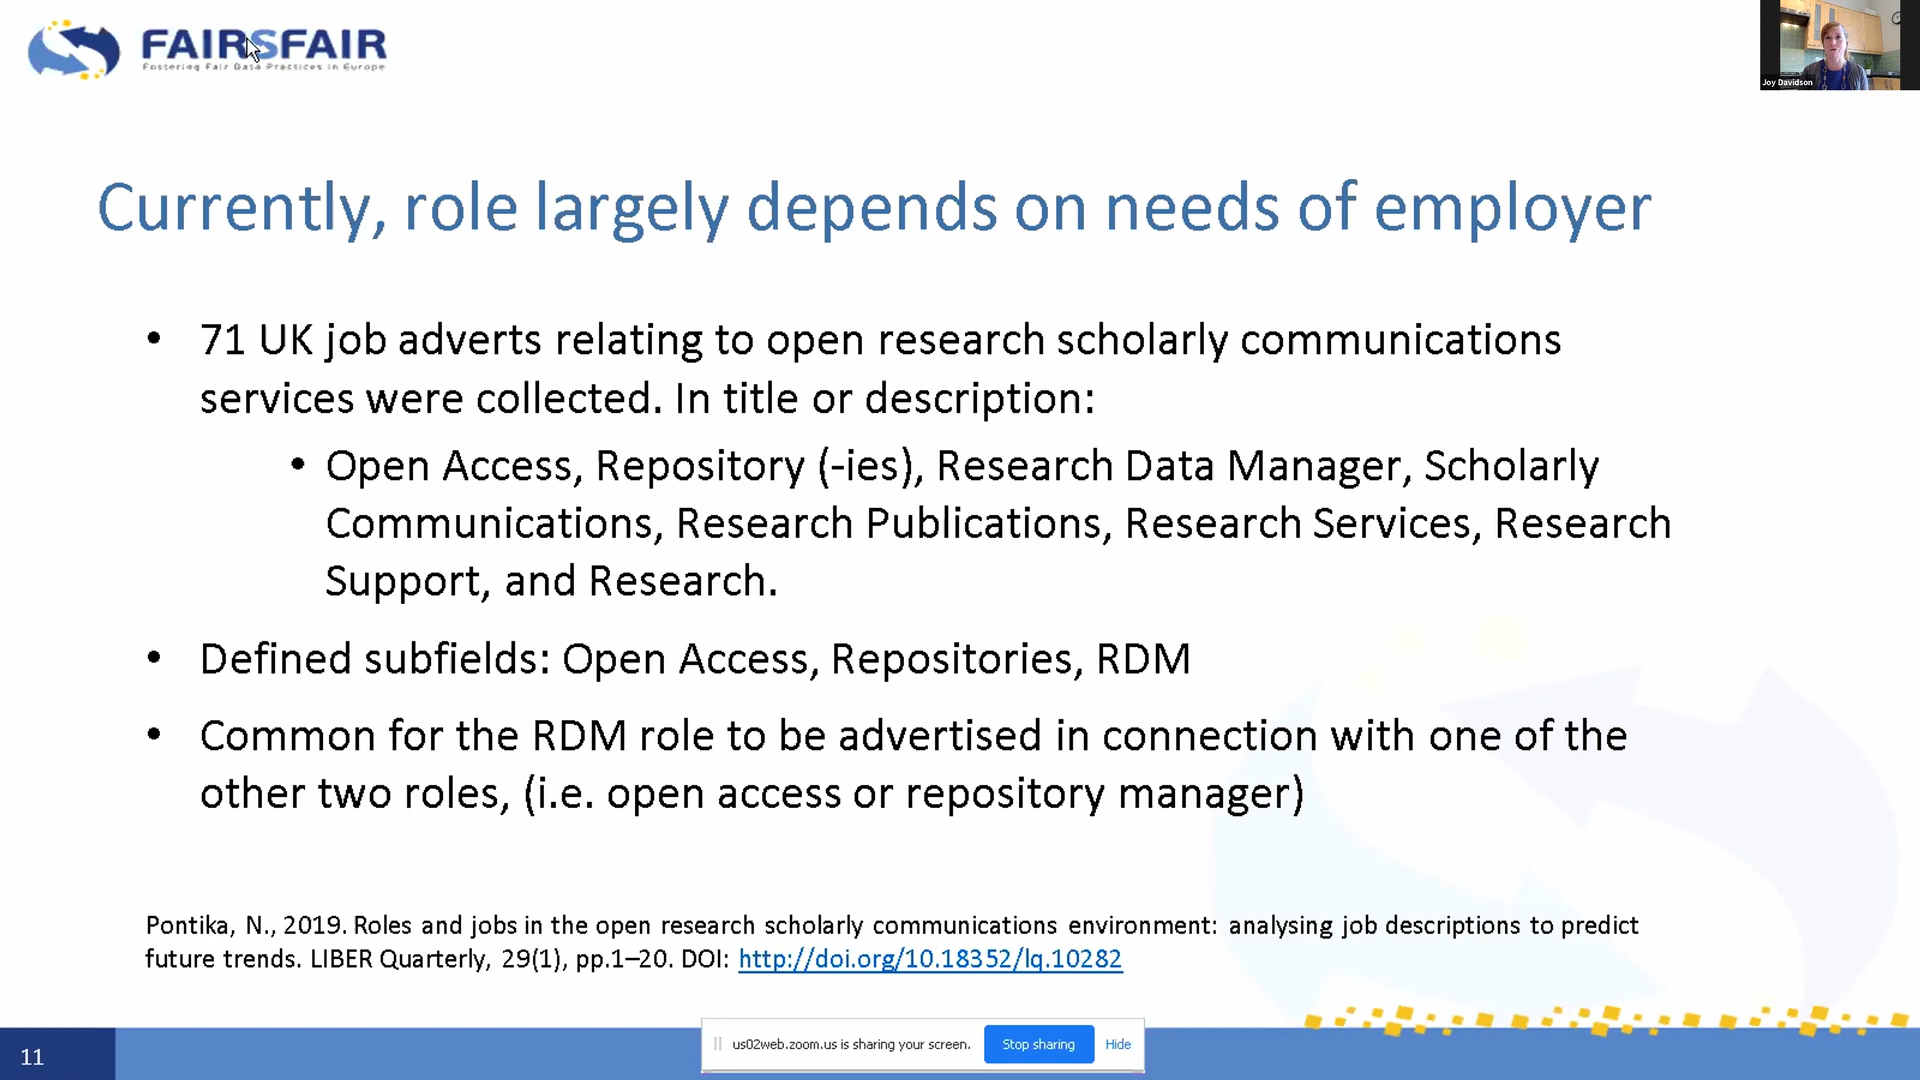 FAIRSFAIR
Fostering Fair Data Practices in Europe
Joy Davidson
Currently, role largely depends on needs of employer
• 71 UK job adverts relating to open research scholarly communications
services were collected. In title or description:
• Open Access, Repository (-ies), Research Data Manager, Scholarly
Communications, Research Publications, Research Services, Research
Support, and Research.
• Defined subfields: Open Access, Repositories, RDM
• Common for the RDM role to be advertised in connection with one of the
other two roles, (i.e. open access or repository manager)
Pontika, N., 2019. Roles and jobs in the open research scholarly communications environment: analysing job descriptions to predict
future trends. LIBER Quarterly, 29(1), pp.1–20. DOI: http://doi.org/10.18352/lq.10282
11
us02web.zoom.us is sharing your screen. Stop sharing Hide